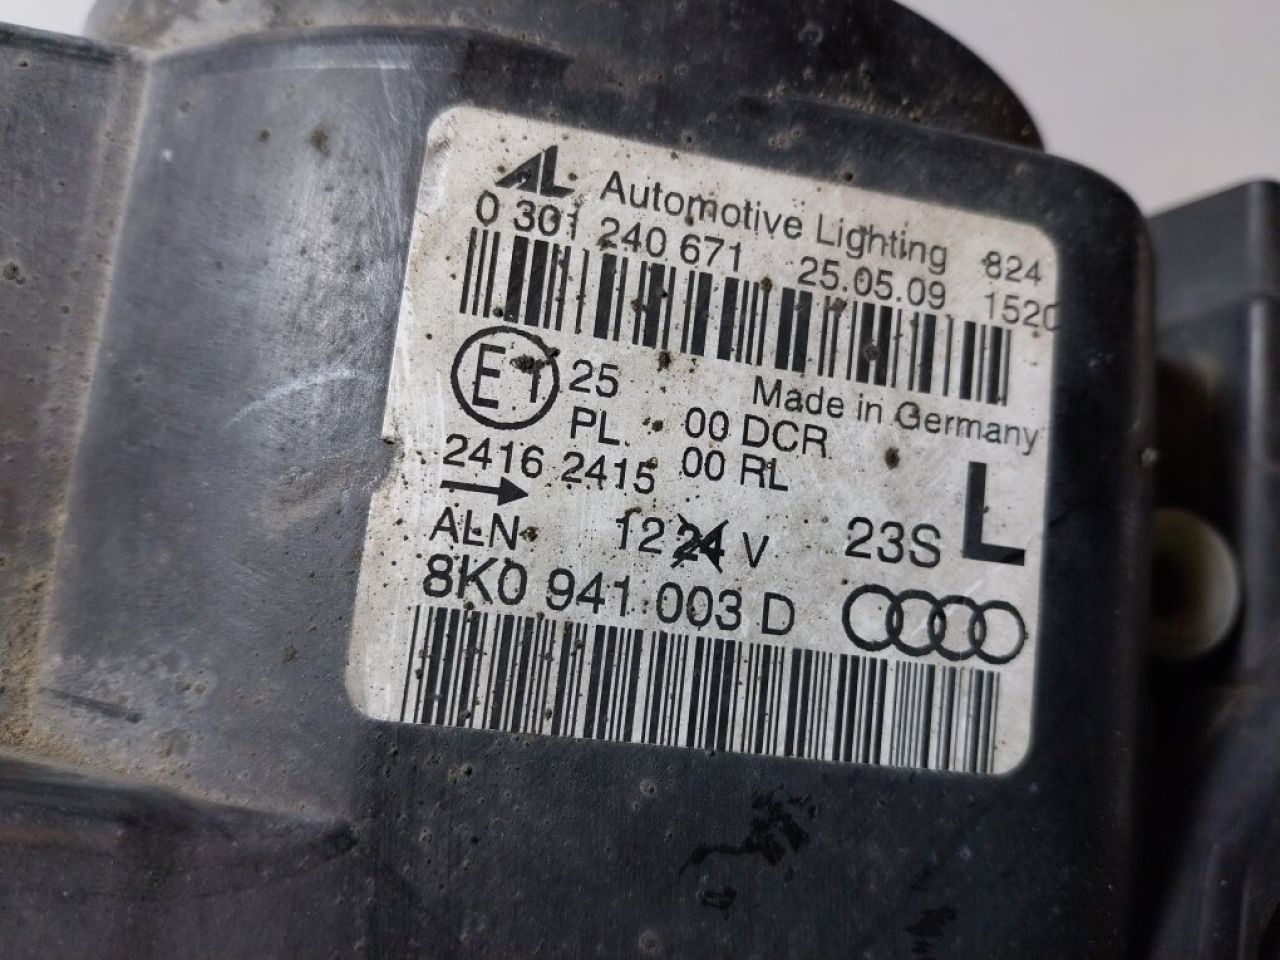 AL Automotive Lighting 824
0 301 240 671 25.05.09 1520
E1 25 Made in Germany
PL 00 DCR
2416 2415 00 RL L
ALN 12 24 V 23S
8K0 941 003 D